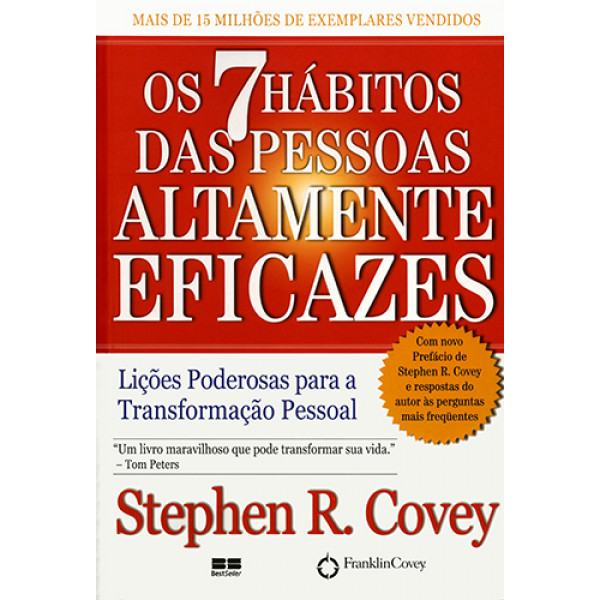 MAIS DE 15 MILHÕES DE EXEMPLARES VENDIDOS
OS 7 HÁBITOS
DAS PESSOAS
ALTAMENTE
EFICAZES
Com novo
Prefácio de
Stephen R. Covey
e respostas do
autor às perguntas
mais freqüentes
Lições Poderosas para a
Transformação Pessoal
“Um livro maravilhoso que pode transformar sua vida.”
– Tom Peters
Stephen R. Covey
BestSeller
FranklinCovey